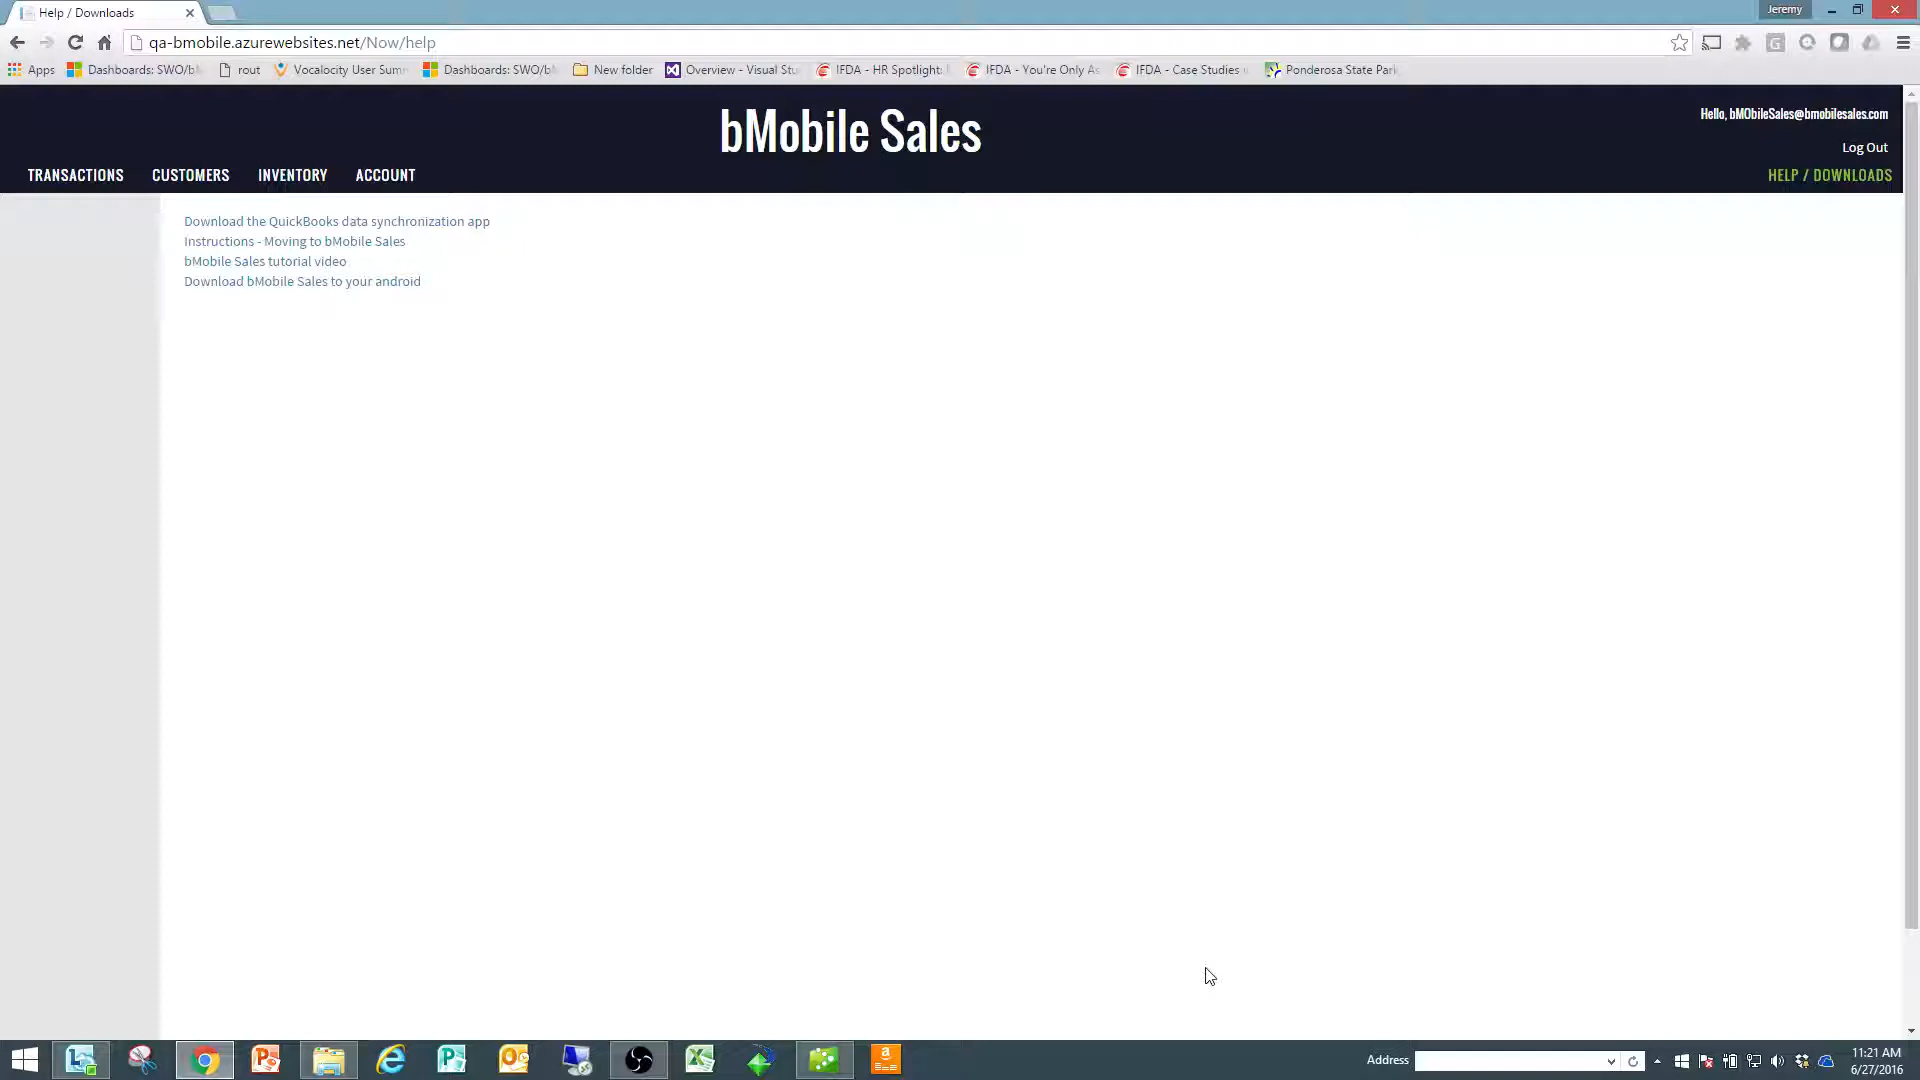 Help / Downloads
Jeremy
qa-bmobile.azurewebsites.net/Now/help
Apps Dashboards: SWO/bM rout Vocalocity User Summ Dashboards: SWO/bM New folder Overview - Visual Stu IFDA - HR Spotlight: IFDA - You're Only As IFDA - Case Studies Ponderosa State Park
bMobile Sales
Hello, bMObileSales@bmobilesales.com
Log Out
TRANSACTIONS CUSTOMERS INVENTORY ACCOUNT HELP / DOWNLOADS
Download the QuickBooks data synchronization app
Instructions - Moving to bMobile Sales
bMobile Sales tutorial video
Download bMobile Sales to your android
Address
11:21 AM
6/27/2016